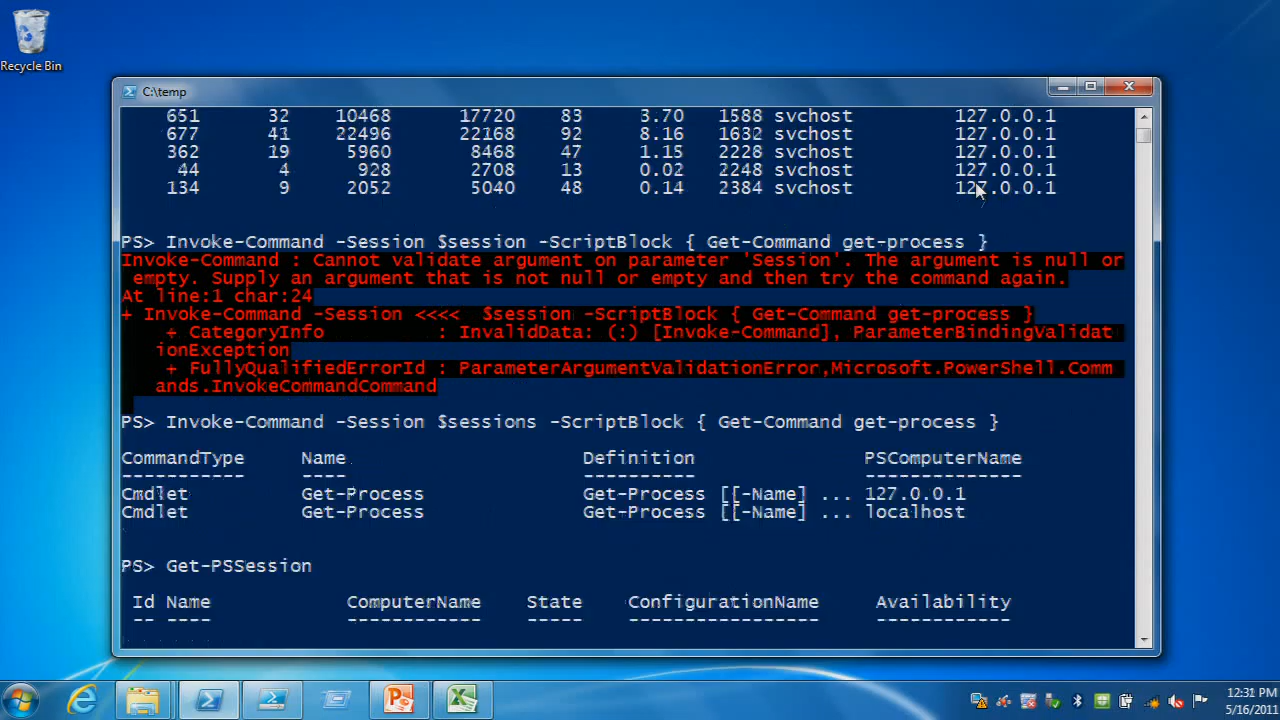 Recycle Bin
C:\temp
651 32 10468 17720 83 3.70 1588 svchost 127.0.0.1
677 41 22496 22168 92 8.16 1632 svchost 127.0.0.1
362 19 5960 8468 47 1.15 2228 svchost 127.0.0.1
44 4 928 2708 13 0.02 2248 svchost 127.0.0.1
134 9 2052 5040 48 0.14 2384 svchost 127.0.0.1
PS> Invoke-Command -Session $session -ScriptBlock { Get-Command get-process }
Invoke-Command : Cannot validate argument on parameter 'Session'. The argument is null or
empty. Supply an argument that is not null or empty and then try the command again.
At line:1 char:24
+ Invoke-Command -Session <<<< $session -ScriptBlock { Get-Command get-process }
+ CategoryInfo : InvalidData: (:) [Invoke-Command], ParameterBindingValidat
ionException
+ FullyQualifiedErrorId : ParameterArgumentValidationError,Microsoft.PowerShell.Comm
ands.InvokeCommandCommand
PS> Invoke-Command -Session $sessions -ScriptBlock { Get-Command get-process }
CommandType Name Definition PSComputerName
----------- ---- ---------- --------------
Cmdlet Get-Process Get-Process [[-Name] ... 127.0.0.1
Cmdlet Get-Process Get-Process [[-Name] ... localhost
PS> Get-PSSession
Id Name ComputerName State ConfigurationName Availability
-- ---- ------------ ----- ----------------- ------------
12:31 PM
5/16/2011